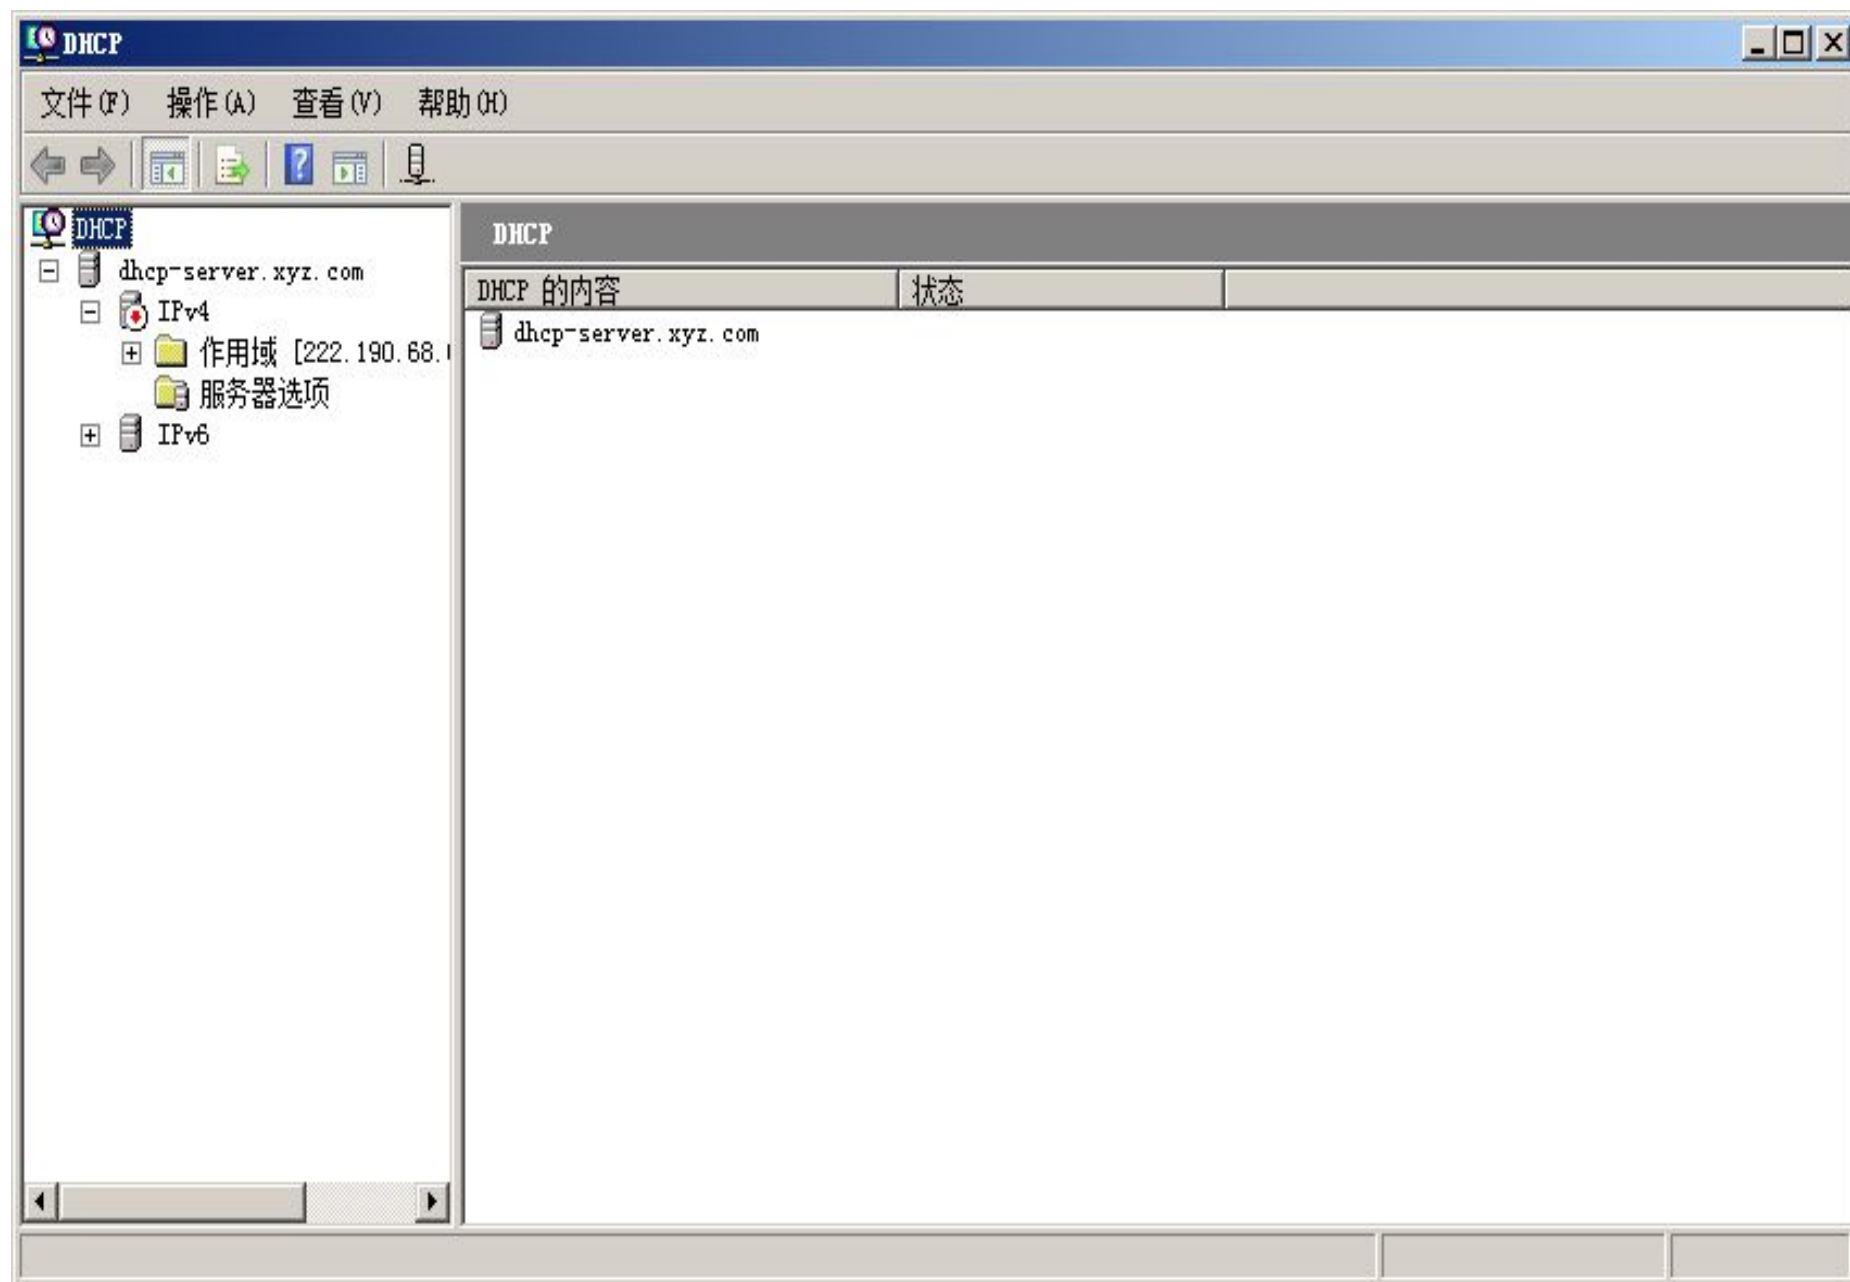 DHCP
文件(F) 操作(A) 查看(V) 帮助(H)
DHCP
dhcp-server.xyz.com
IPv4
作用域 [222.190.68.
服务器选项
IPv6
DHCP
DHCP 的内容 状态
dhcp-server.xyz.com